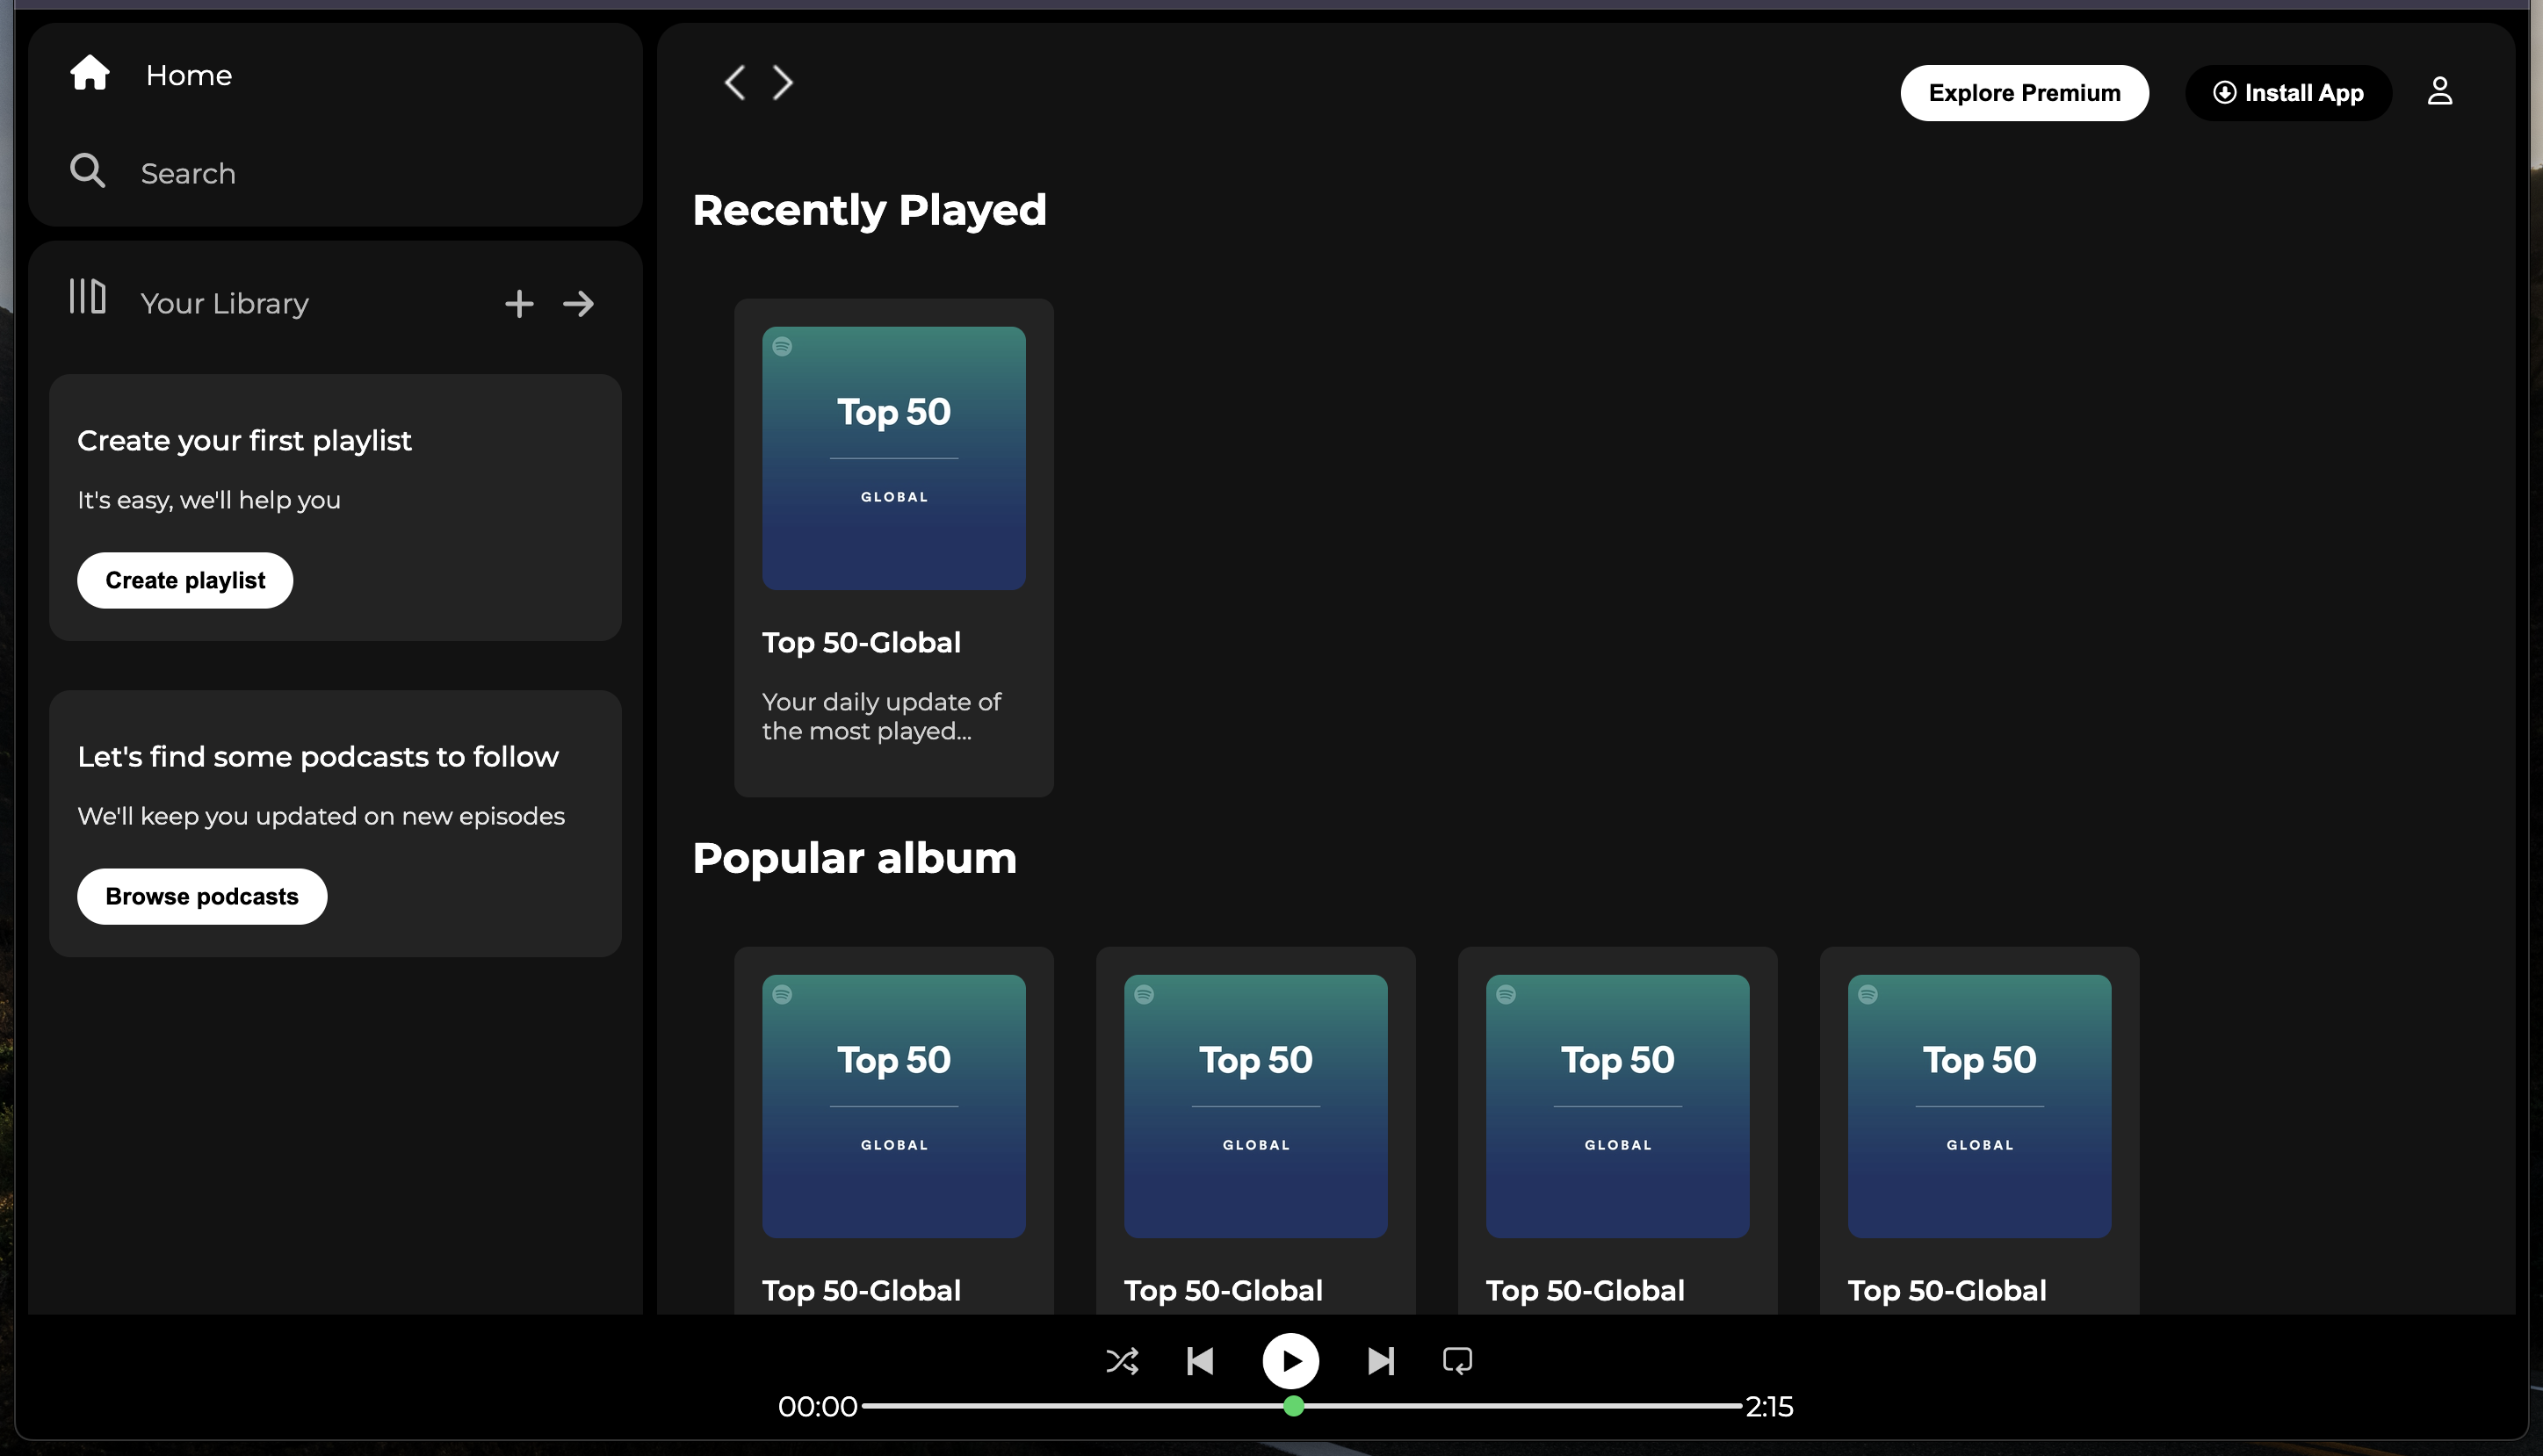 Home
Search
Your Library
Create your first playlist
It's easy, we'll help you
Create playlist
Let's find some podcasts to follow
We'll keep you updated on new episodes
Browse podcasts
Explore Premium
Install App
Recently Played
Top 50
GLOBAL
Top 50-Global
Your daily update of
the most played...
Popular album
Top 50
GLOBAL
Top 50-Global
Top 50
GLOBAL
Top 50-Global
Top 50
GLOBAL
Top 50-Global
Top 50
GLOBAL
Top 50-Global
00:00
2:15